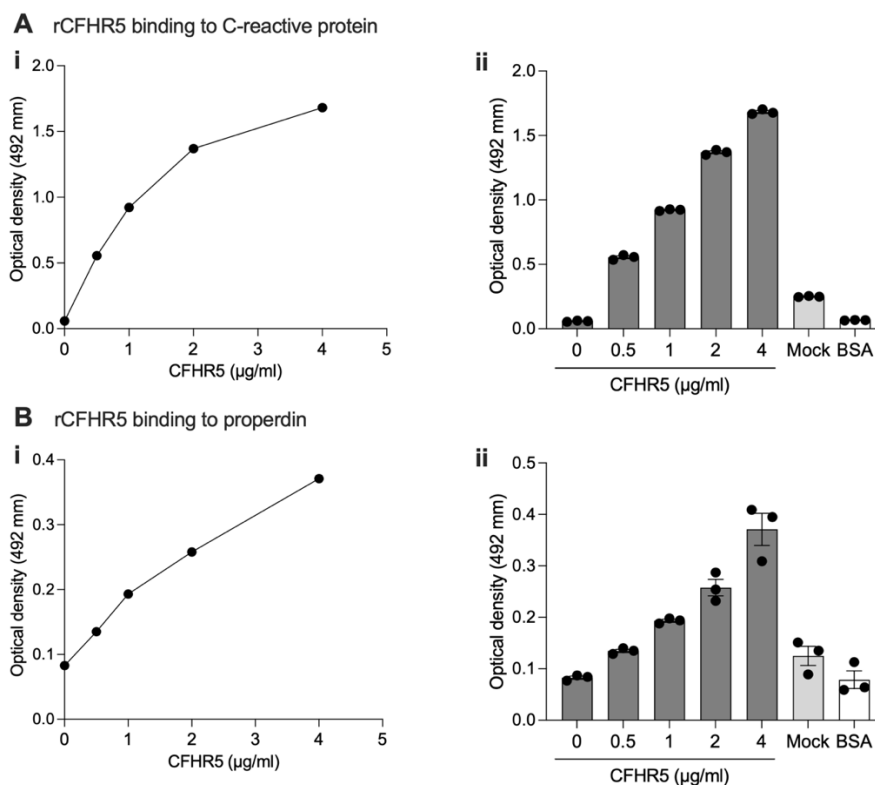 A rCFHR5 binding to C-reactive protein
i
Optical density (492 mm)
2.0
1.5
1.0
0.5
0.0
0 1 2 3 4 5
CFHR5 (µg/ml)
ii
Optical density (492 mm)
2.0
1.5
1.0
0.5
0.0
0 0.5 1 2 4 Mock BSA
CFHR5 (µg/ml)
B rCFHR5 binding to properdin
i
Optical density (492 mm)
0.4
0.3
0.2
0.1
0.0
0 1 2 3 4 5
CFHR5 (µg/ml)
ii
Optical density (492 mm)
0.5
0.4
0.3
0.2
0.1
0.0
0 0.5 1 2 4 Mock BSA
CFHR5 (µg/ml)